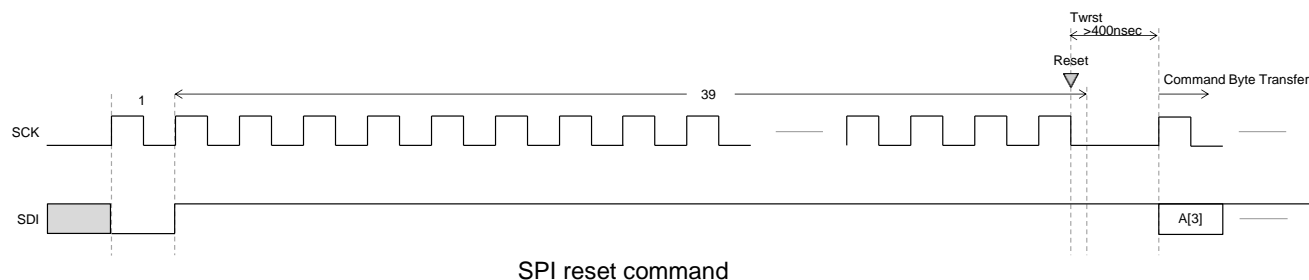 Twrst
>400nsec
Reset
Command Byte Transfer
1
39
SCK
SDI
A[3]
SPI reset command